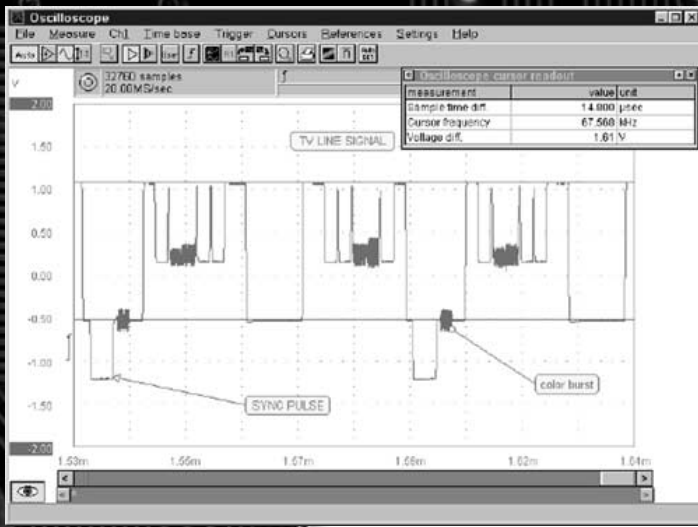 Oscilloscope
File Measure Ch1 Time base Trigger Cursors References Settings Help
Auto
32760 samples
20.00MS/sec
Oscilloscope cursor readout
measurement value unit
Sample time diff. 14.800 µsec
Cursor frequency 67.568 kHz
Voltage diff. 1.61 V
V
2.00
TV LINE SIGNAL
1.50
1.00
0.50
0.00
-0.50
-1.00
color burst
SYNC PULSE
-1.50
-2.00
1.53m 1.55m 1.57m 1.62m 1.64m